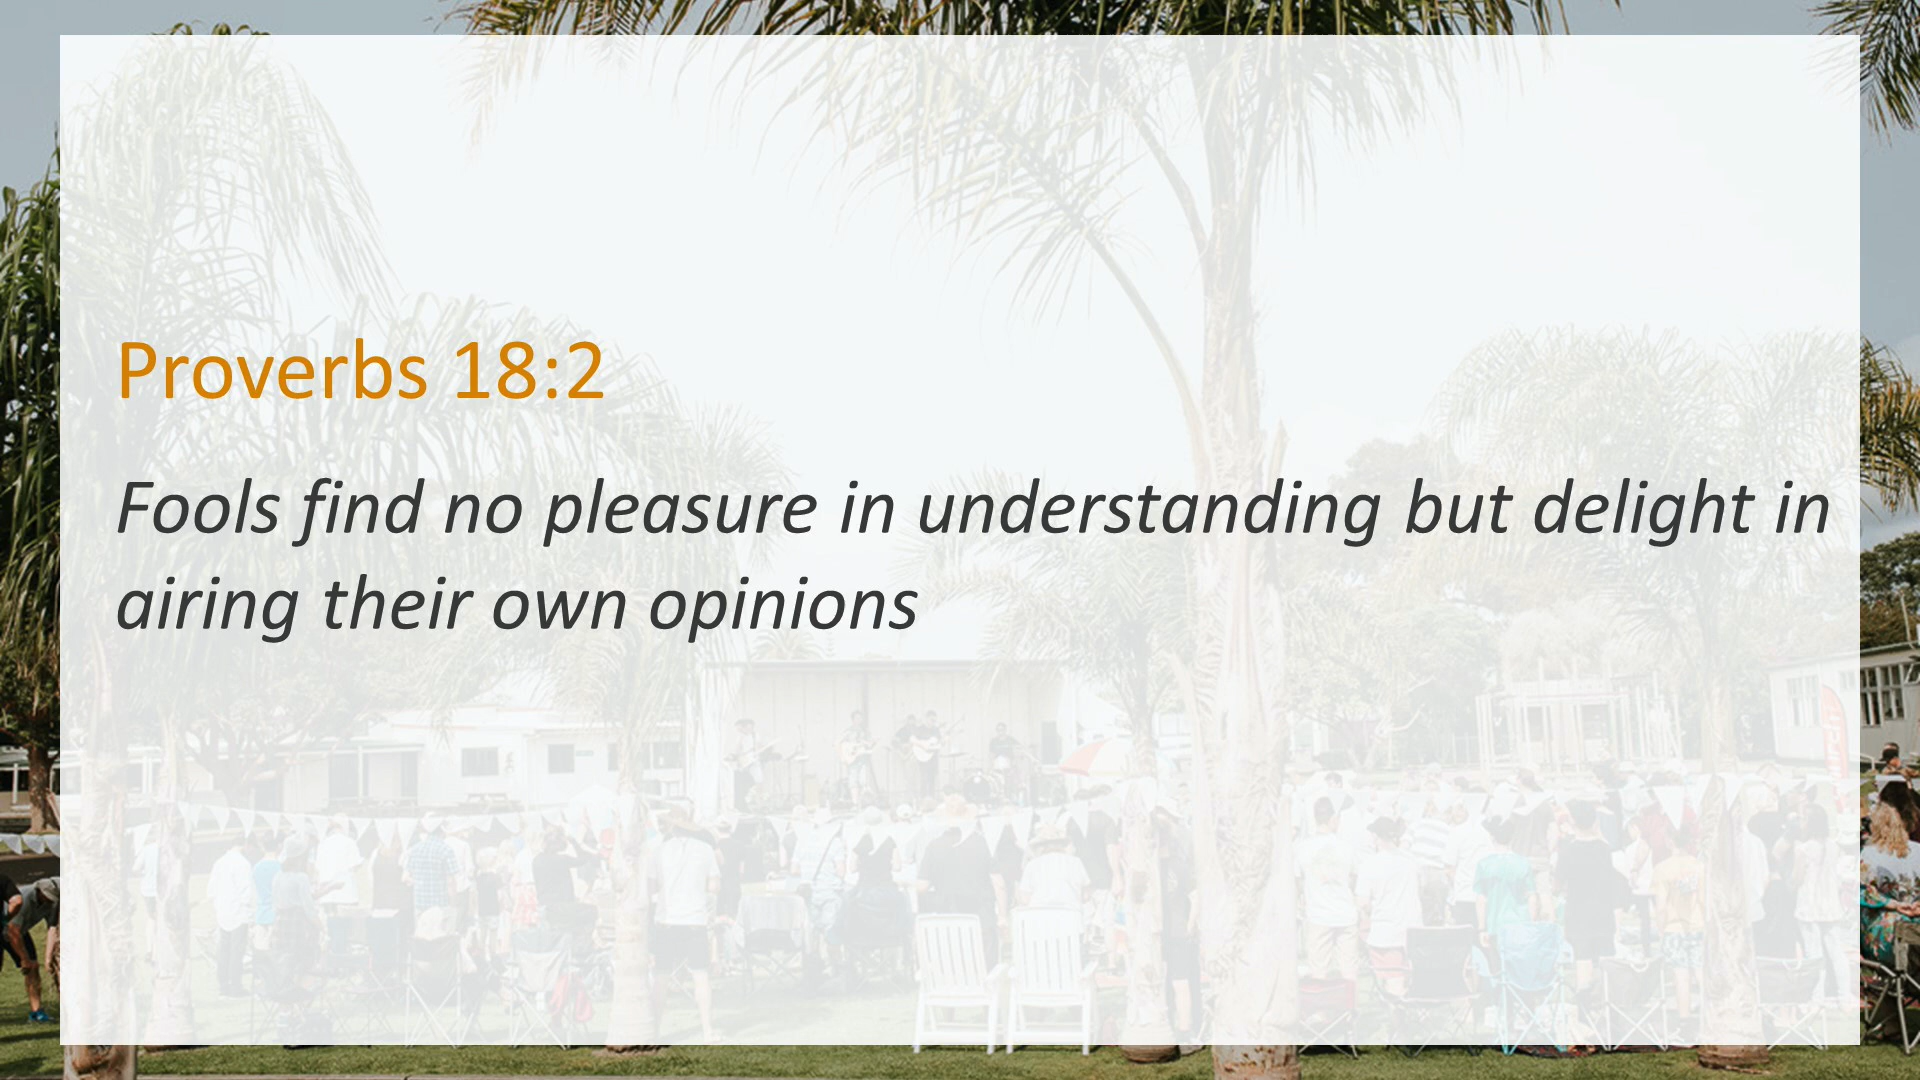 Proverbs 18:2
Fools find no pleasure in understanding but delight in
airing their own opinions